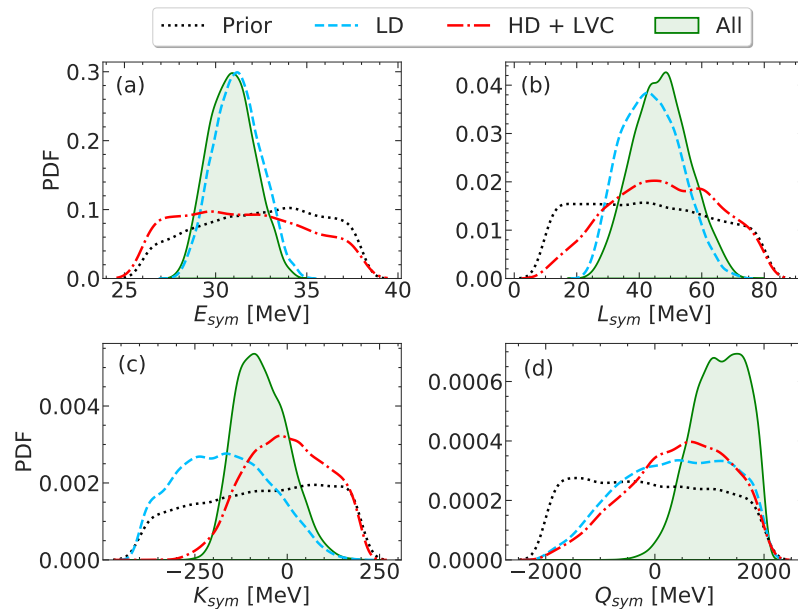 Prior LD HD + LVC All
(a) (b)
PDF
0.3
0.2
0.1
0.0
25 30 35 40
E_sym [MeV]
0.04
0.03
0.02
0.01
0.00
0 20 40 60 80
L_sym [MeV]
(c) (d)
PDF
0.004
0.002
0.000
−250 0 250
K_sym [MeV]
0.0006
0.0004
0.0002
0.0000
−2000 0 2000
Q_sym [MeV]